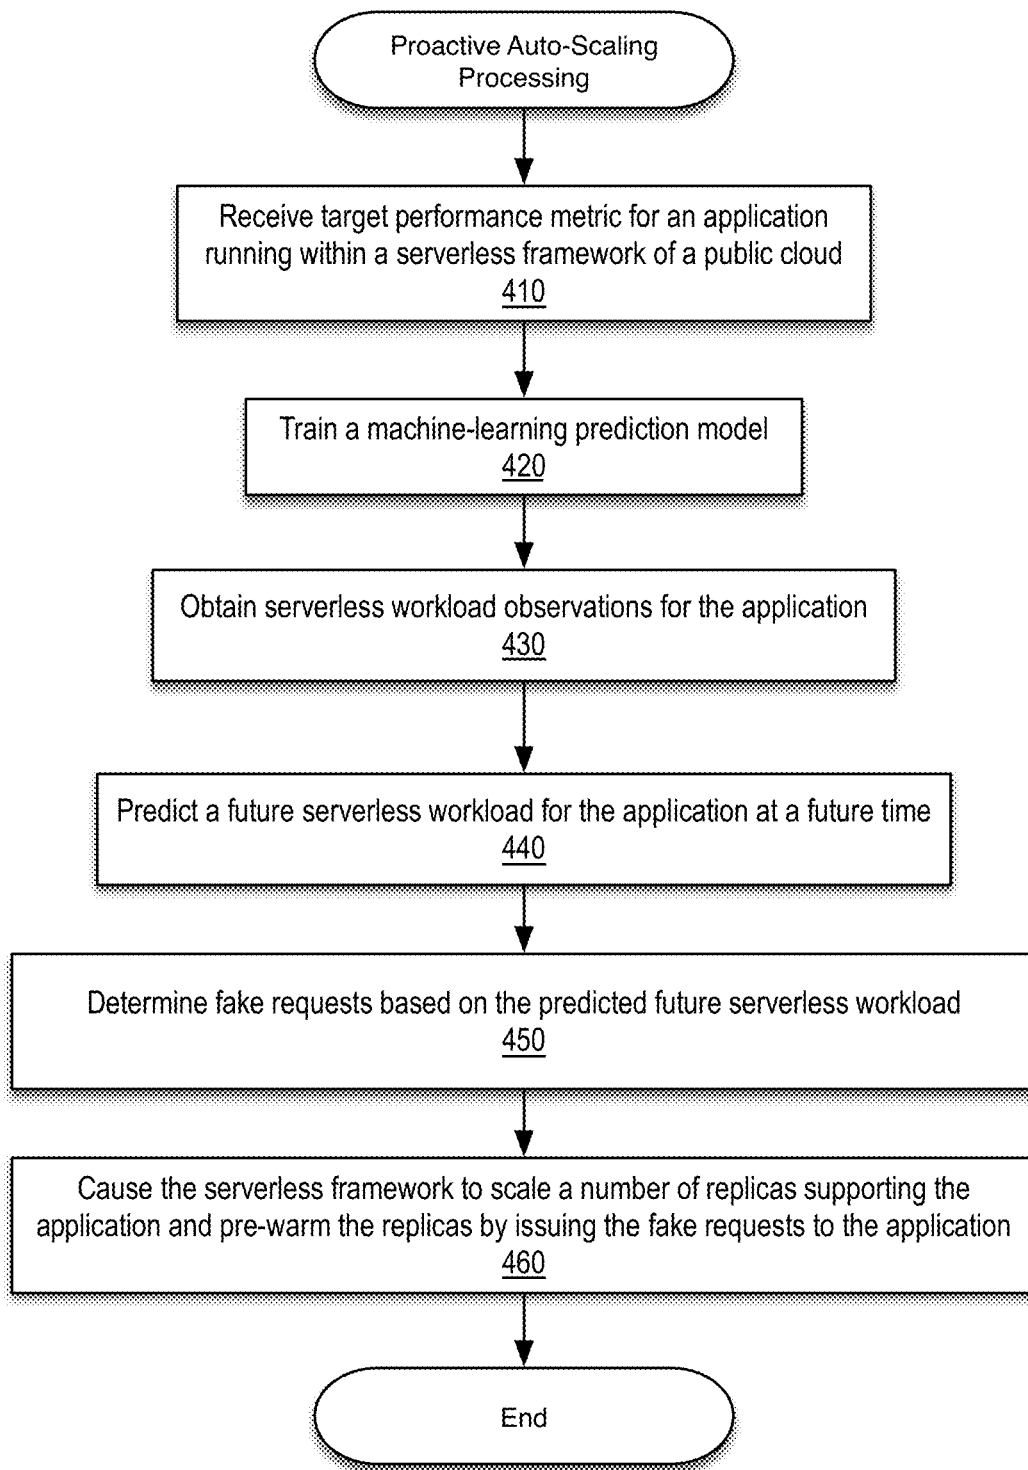 Proactive Auto-Scaling
Processing
Receive target performance metric for an application
running within a serverless framework of a public cloud
410
Train a machine-learning prediction model
420
Obtain serverless workload observations for the application
430
Predict a future serverless workload for the application at a future time
440
Determine fake requests based on the predicted future serverless workload
450
Cause the serverless framework to scale a number of replicas supporting the
application and pre-warm the replicas by issuing the fake requests to the application
460
End